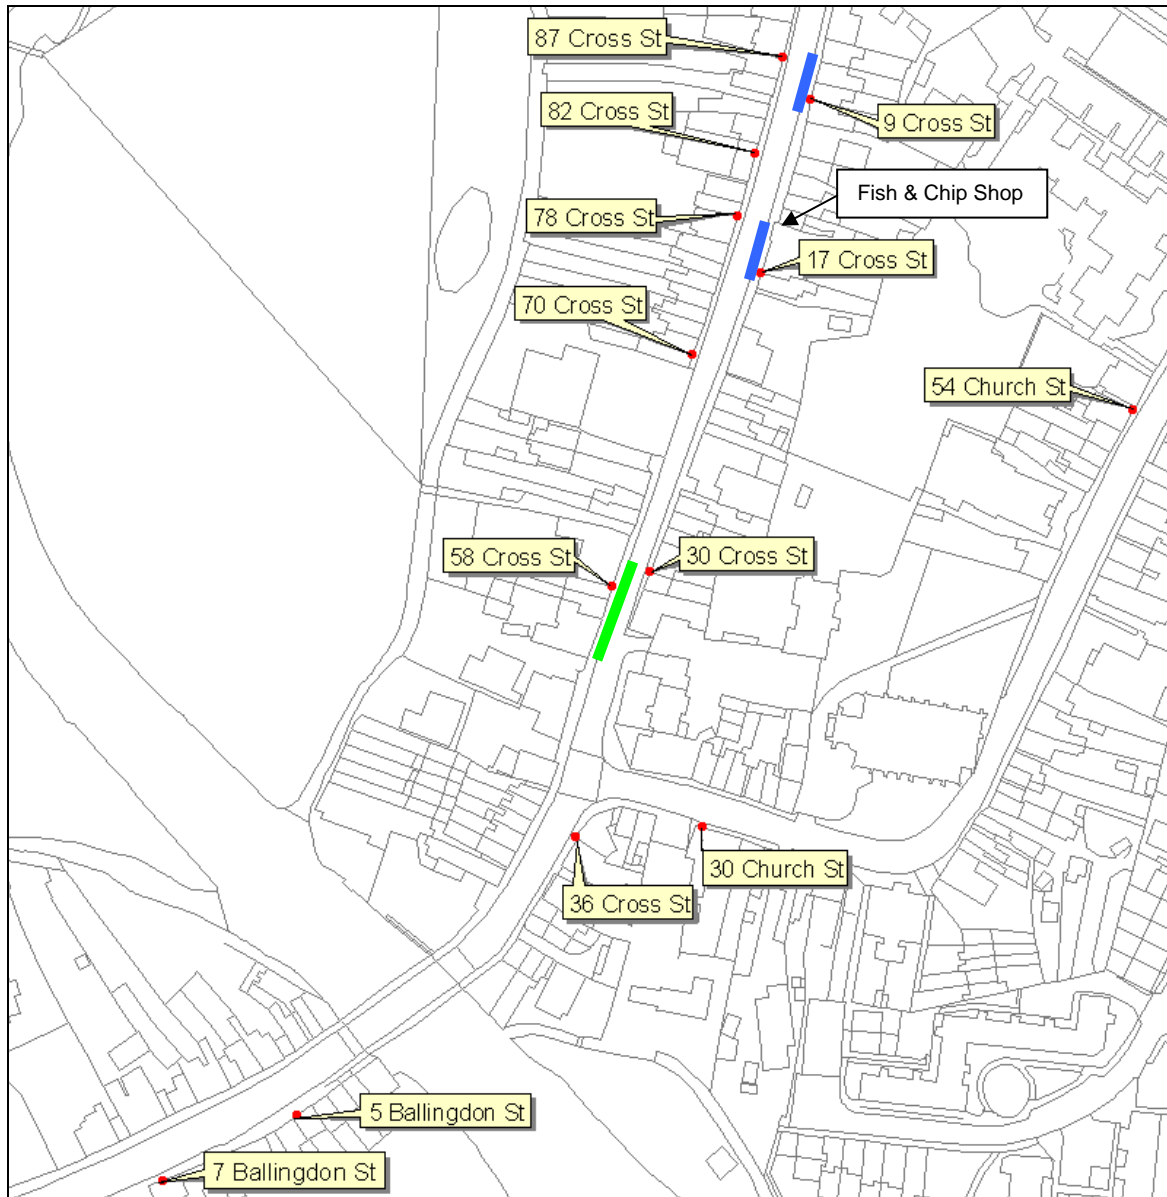 87 Cross St
82 Cross St
9 Cross St
Fish & Chip Shop
78 Cross St
17 Cross St
70 Cross St
54 Church St
58 Cross St
30 Cross St
30 Church St
36 Cross St
5 Ballingdon St
7 Ballingdon St